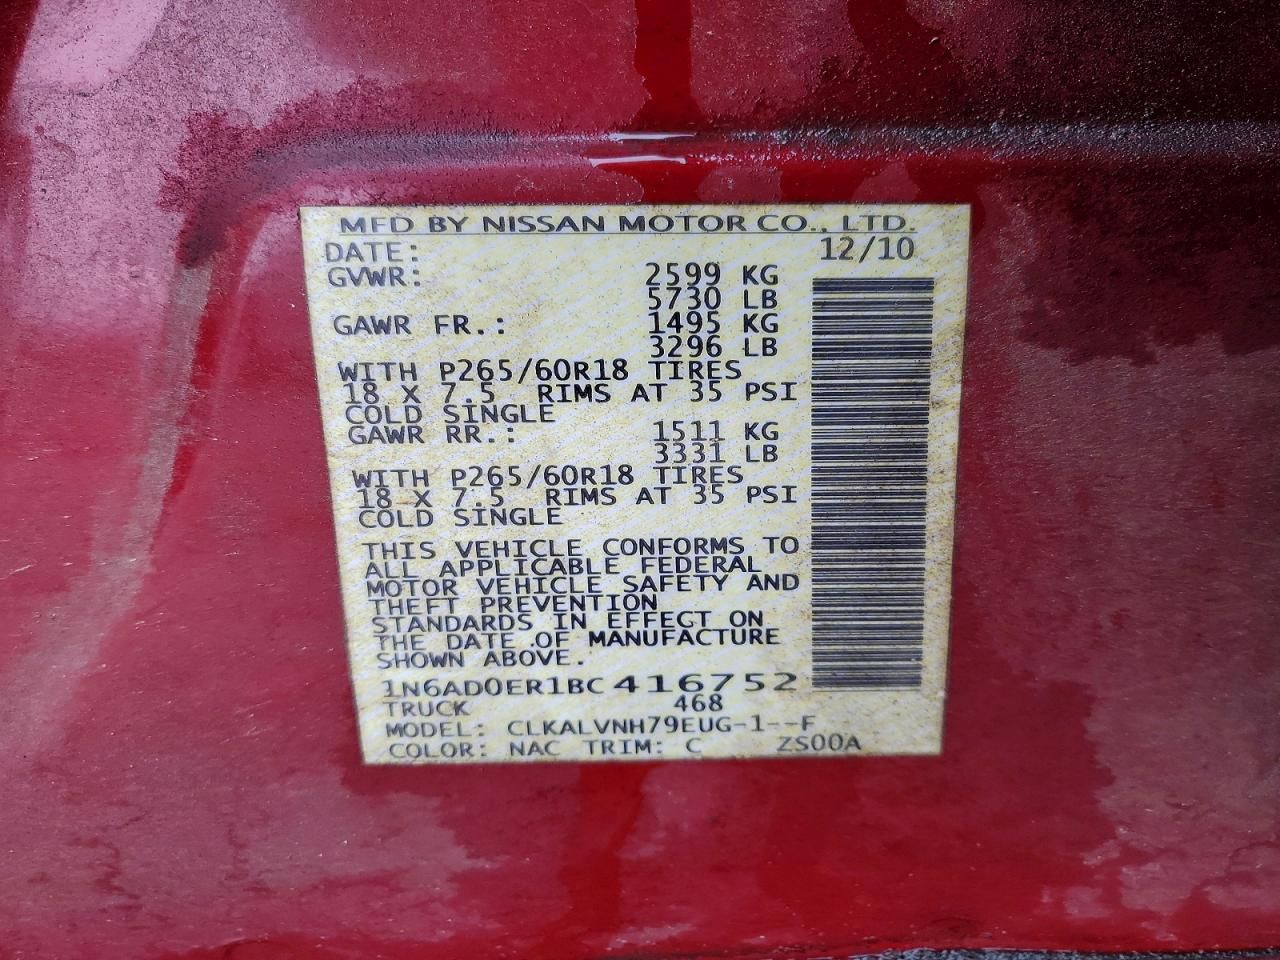 MFD BY NISSAN MOTOR CO., LTD.
DATE: 12/10
GVWR: 2599 KG
5730 LB
GAWR FR.: 1495 KG
3296 LB
WITH P265/60R18 TIRES
18 X 7.5 RIMS AT 35 PSI
COLD SINGLE
GAWR RR.: 1511 KG
3331 LB
WITH P265/60R18 TIRES
18 X 7.5 RIMS AT 35 PSI
COLD SINGLE
THIS VEHICLE CONFORMS TO
ALL APPLICABLE FEDERAL
MOTOR VEHICLE SAFETY AND
THEFT PREVENTION
STANDARDS IN EFFECT ON
THE DATE OF MANUFACTURE
SHOWN ABOVE.
1N6AD0ER1BC416752
TRUCK 468
MODEL: CLKALVNH79EUG-1--F
COLOR: NAC TRIM: C ZS00A